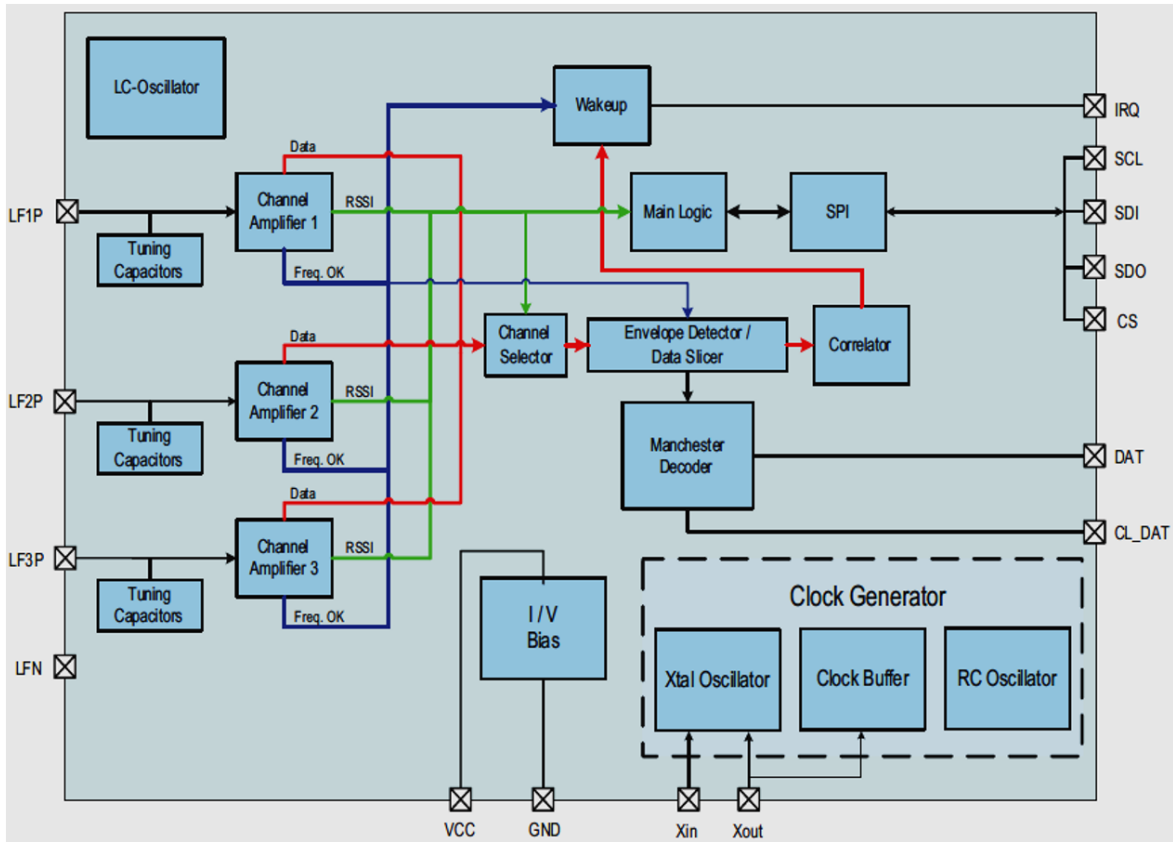 LC-Oscillator
Wakeup
IRQ
Data
SCL
LF1P
Channel
Amplifier 1
RSSI
Main Logic
SPI
SDI
Tuning
Capacitors
Freq. OK
SDO
Channel
Selector
Envelope Detector /
Data Slicer
Correlator
CS
Data
LF2P
Channel
Amplifier 2
RSSI
Tuning
Capacitors
Freq. OK
Manchester
Decoder
DAT
Data
CL_DAT
LF3P
Channel
Amplifier 3
RSSI
Tuning
Capacitors
Freq. OK
I / V
Bias
Clock Generator
LFN
Xtal Oscillator
Clock Buffer
RC Oscillator
VCC
GND
Xin
Xout